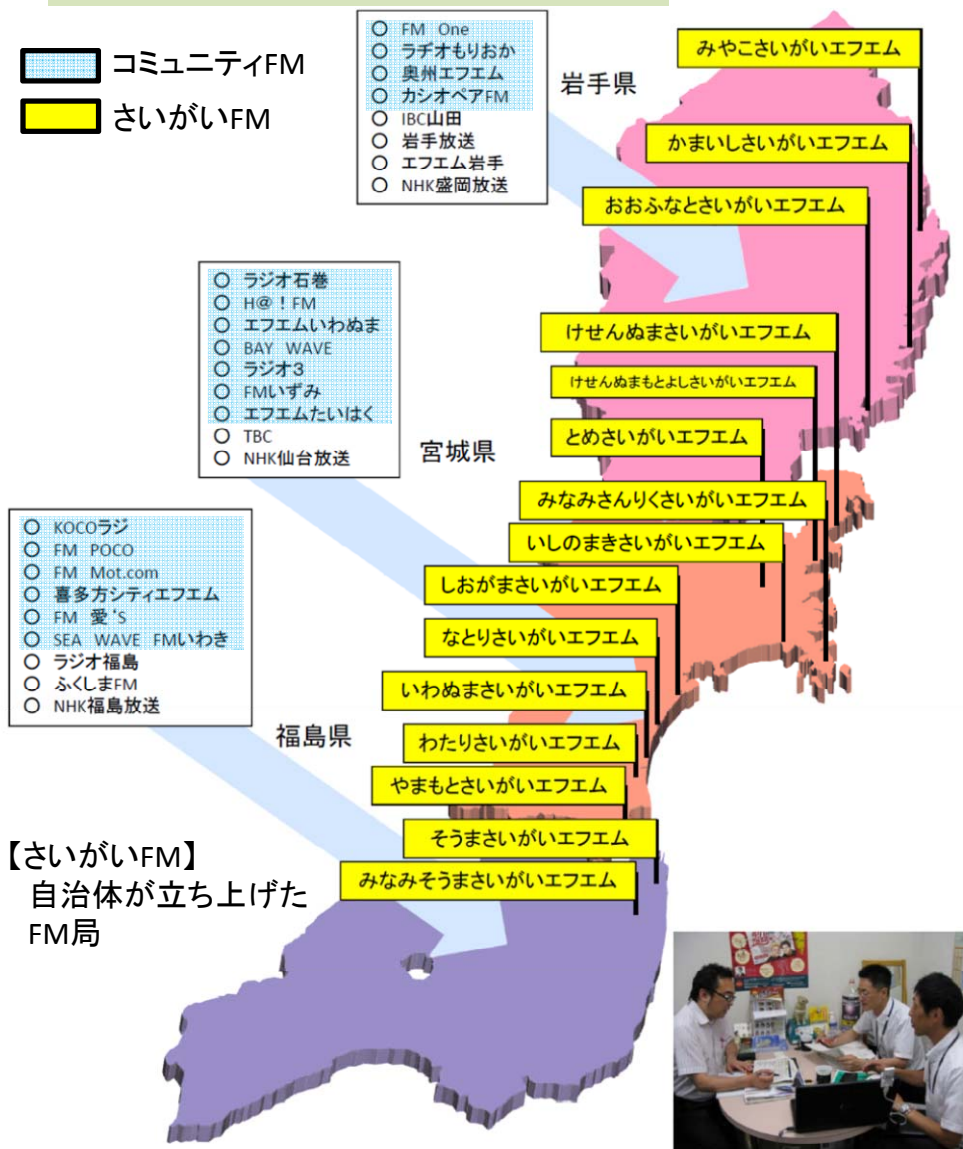 コミュニティFM
さいがいFM
○ FM One
○ ラヂオもりおか
○ 奥州エフエム
○ カシオペアFM
○ IBC山田
○ 岩手放送
○ エフエム岩手
○ NHK盛岡放送
岩手県
みやこさいがいエフエム
かまいしさいがいエフエム
おおふなとさいがいエフエム
○ ラジオ石巻
○ H@！FM
○ エフエムいわぬま
○ BAY WAVE
○ ラジオ３
○ FMいずみ
○ エフエムたいはく
○ TBC
○ NHK仙台放送
宮城県
けせんぬまさいがいエフエム
けせんぬまもとよしさいがいエフエム
とめさいがいエフエム
みなみさんりくさいがいエフエム
いしのまきさいがいエフエム
しおがまさいがいエフエム
なとりさいがいエフエム
いわぬまさいがいエフエム
わたりさいがいエフエム
やまもとさいがいエフエム
そうまさいがいエフエム
みなみそうまさいがいエフエム
○ KOCOラジ
○ FM POCO
○ FM Mot.com
○ 喜多方シティエフエム
○ FM 愛‘S
○ SEA WAVE FMいわき
○ ラジオ福島
○ ふくしまFM
○ NHK福島放送
福島県
【さいがいFM】
自治体が立ち上げた
FM局